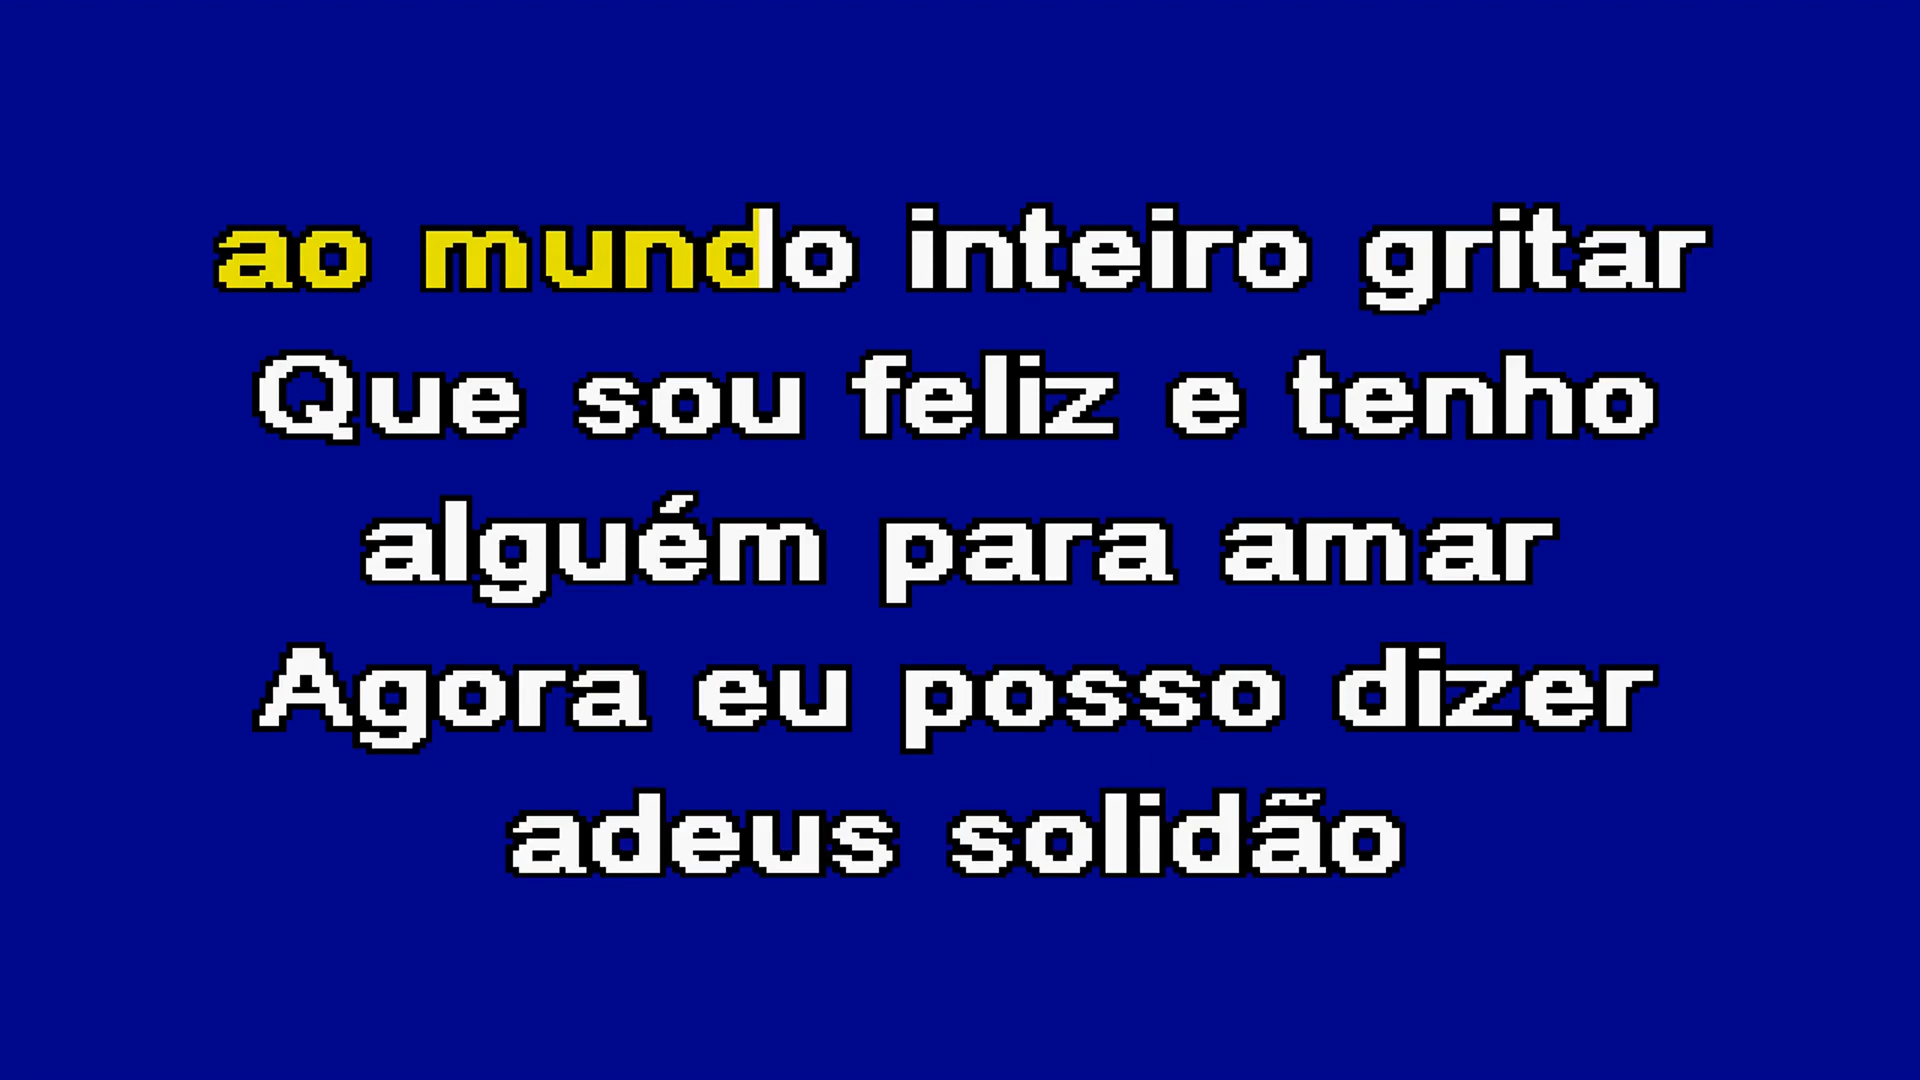 ao mundo inteiro gritar
Que sou feliz e tenho
alguém para amar
Agora eu posso dizer
adeus solidão